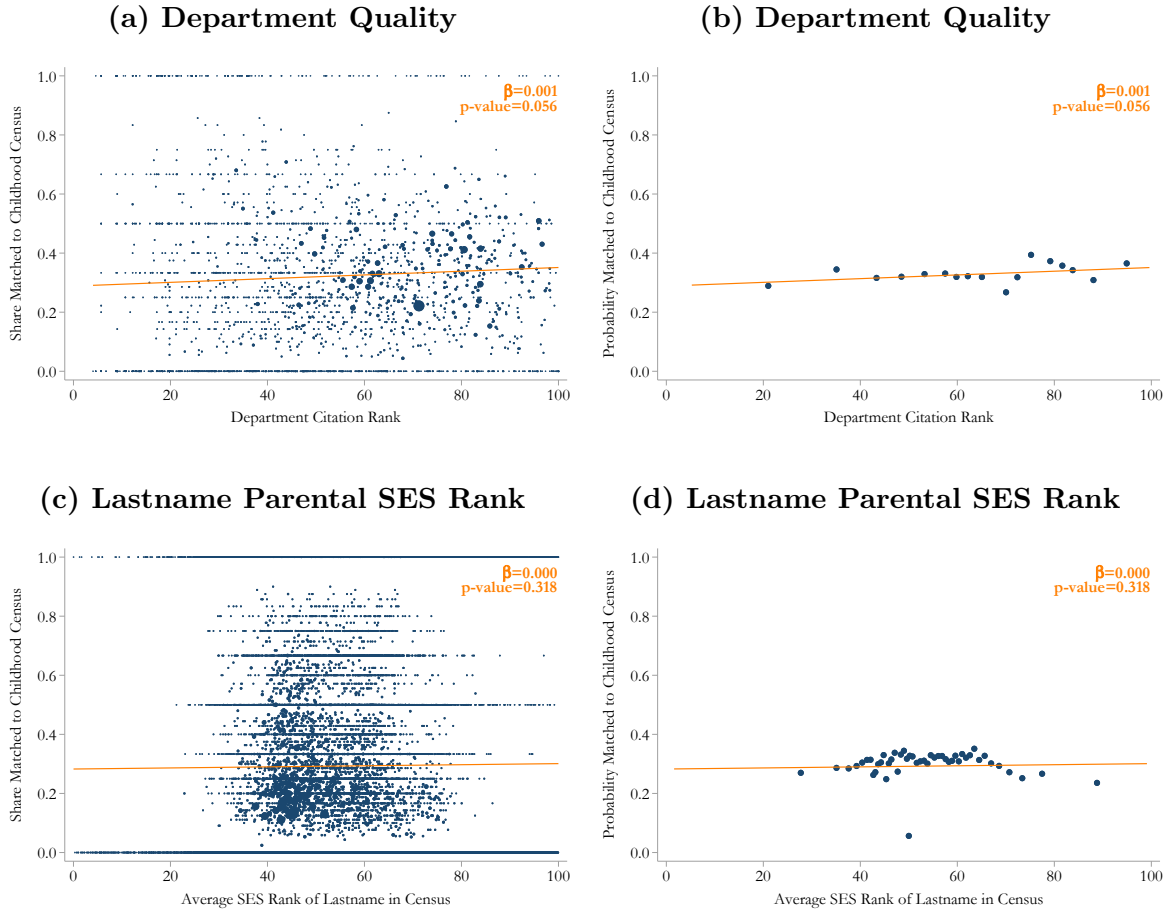 (a) Department Quality
Share Matched to Childhood Census
1.0
0.8
0.6
0.4
0.2
0.0
β=0.001
p-value=0.056
0 20 40 60 80 100
Department Citation Rank
(b) Department Quality
Probability Matched to Childhood Census
1.0
0.8
0.6
0.4
0.2
0.0
β=0.001
p-value=0.056
0 20 40 60 80 100
Department Citation Rank
(c) Lastname Parental SES Rank
Share Matched to Childhood Census
1.0
0.8
0.6
0.4
0.2
0.0
β=0.000
p-value=0.318
0 20 40 60 80 100
Average SES Rank of Lastname in Census
(d) Lastname Parental SES Rank
Probability Matched to Childhood Census
1.0
0.8
0.6
0.4
0.2
0.0
β=0.000
p-value=0.318
0 20 40 60 80 100
Average SES Rank of Lastname in Census